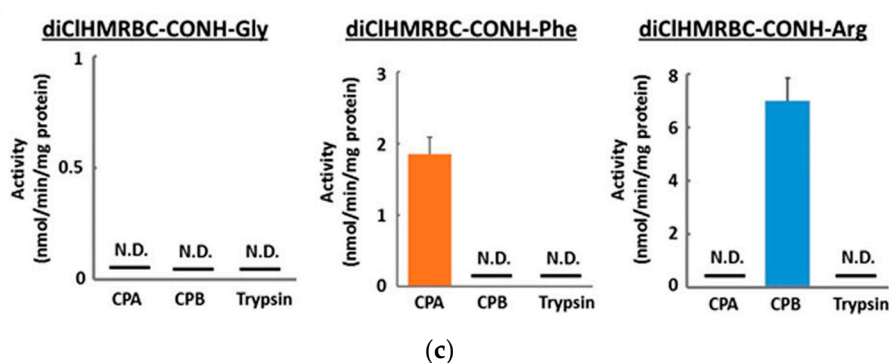 diClHMRBC-CONH-Gly
Activity
(nmol/min/mg protein)
1
0.5
0
N.D.
N.D.
N.D.
CPA
CPB
Trypsin
diClHMRBC-CONH-Phe
Activity
(nmol/min/mg protein)
3
2
1
0
N.D.
N.D.
CPA
CPB
Trypsin
diClHMRBC-CONH-Arg
Activity
(nmol/min/mg protein)
8
6
4
2
0
N.D.
N.D.
CPA
CPB
Trypsin
(c)